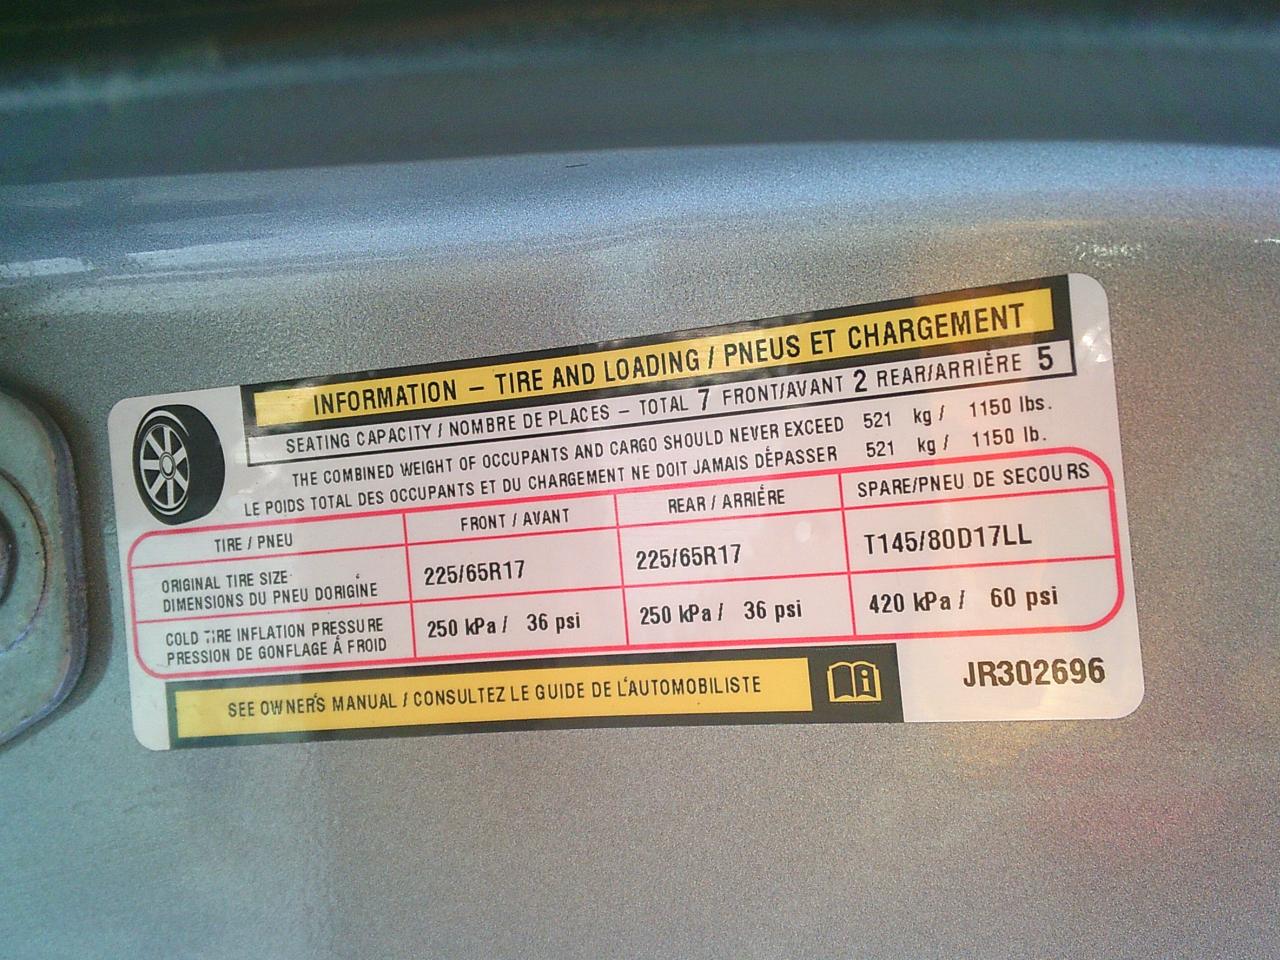 INFORMATION – TIRE AND LOADING / PNEUS ET CHARGEMENT
SEATING CAPACITY / NOMBRE DE PLACES – TOTAL 7 FRONT/AVANT 2 REAR/ARRIÈRE 5
THE COMBINED WEIGHT OF OCCUPANTS AND CARGO SHOULD NEVER EXCEED 521 kg / 1150 lbs.
LE POIDS TOTAL DES OCCUPANTS ET DU CHARGEMENT NE DOIT JAMAIS DÉPASSER 521 kg / 1150 lb.
TIRE / PNEU FRONT / AVANT REAR / ARRIÉRE SPARE/PNEU DE SECOURS
ORIGINAL TIRE SIZE
DIMENSIONS DU PNEU DORIGINE 225/65R17 225/65R17 T145/80D17LL
COLD TIRE INFLATION PRESSURE
PRESSION DE GONFLAGE Á FROID 250 kPa / 36 psi 250 kPa / 36 psi 420 kPa / 60 psi
SEE OWNER'S MANUAL / CONSULTEZ LE GUIDE DE L'AUTOMOBILISTE
JR302696